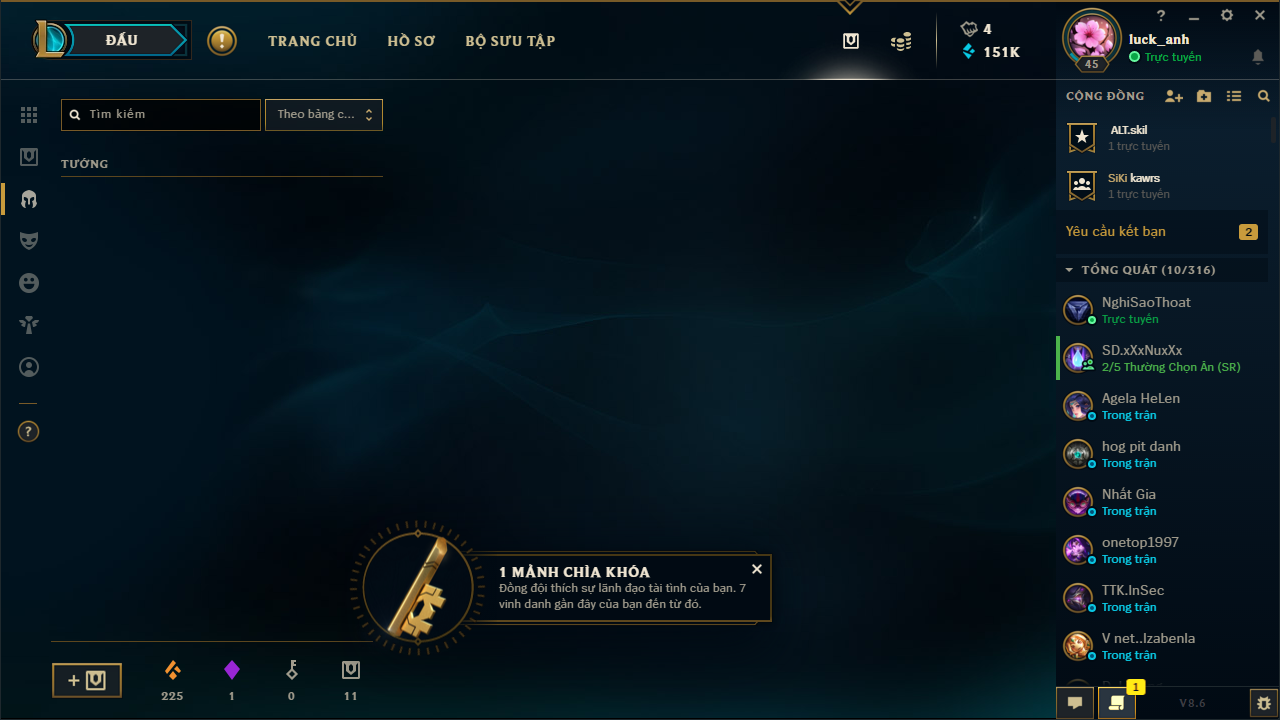 ĐẤU
TRANG CHỦ
HỒ SƠ
BỘ SƯU TẬP
4
151K
45
luck_anh
Trực tuyến
Tìm kiếm
Theo bảng c...
TƯỚNG
CỘNG ĐỒNG
ALT.skil
1 trực tuyến
SiKi kawrs
1 trực tuyến
Yêu cầu kết bạn
2
TỔNG QUÁT (10/316)
NghiSaoThoat
Trực tuyến
SD.xXxNuxXx
2/5 Thường Chọn Ẩn (SR)
Agela HeLen
Trong trận
hog pit danh
Trong trận
Nhất Gia
Trong trận
onetop1997
Trong trận
TTK.InSec
Trong trận
V net..Izabenla
Trong trận
1 MẢNH CHÌA KHÓA
Đồng đội thích sự lãnh đạo tài tình của bạn. 7
vinh danh gần đây của bạn đến từ đó.
225
1
0
11
1
V8.6